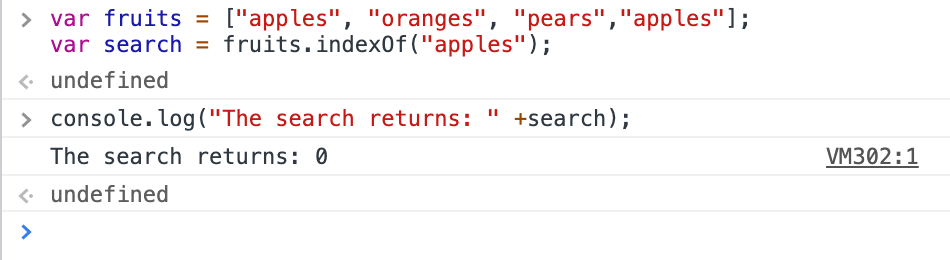 var fruits = ["apples", "oranges", "pears","apples"];
var search = fruits.indexOf("apples");
undefined
console.log("The search returns: " +search);
The search returns: 0 VM302:1
undefined